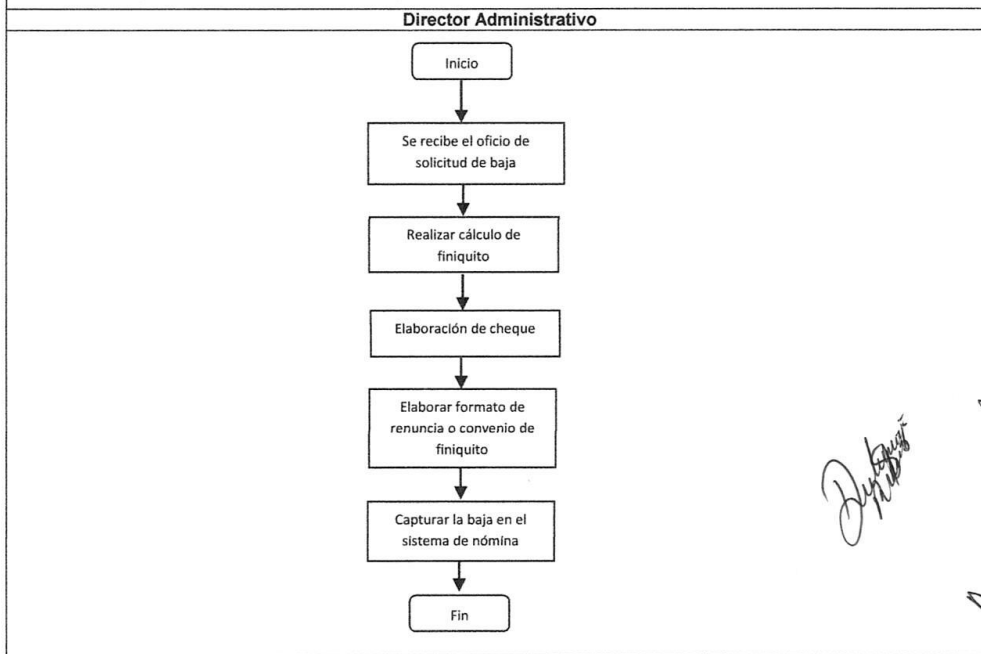 Director Administrativo
Inicio
Se recibe el oficio de
solicitud de baja
Realizar cálculo de
finiquito
Elaboración de cheque
Elaborar formato de
renuncia o convenio de
finiquito
Capturar la baja en el
sistema de nómina
Fin